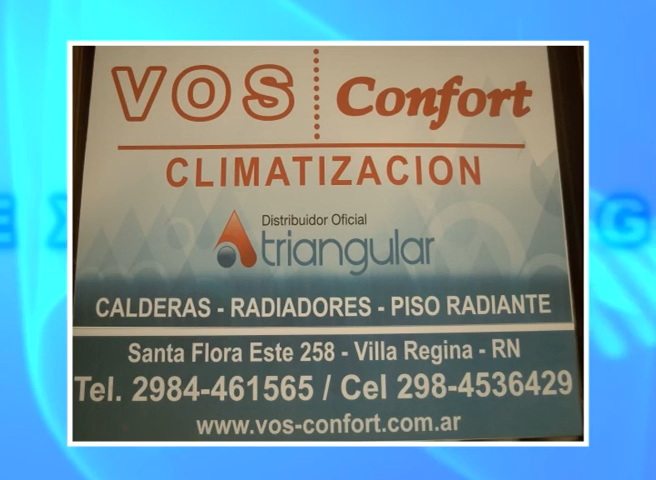 VOS Confort
CLIMATIZACION
Distribuidor Oficial
triangular
CALDERAS - RADIADORES - PISO RADIANTE
Santa Flora Este 258 - Villa Regina - RN
Tel. 2984-461565 / Cel 298-4536429
www.vos-confort.com.ar